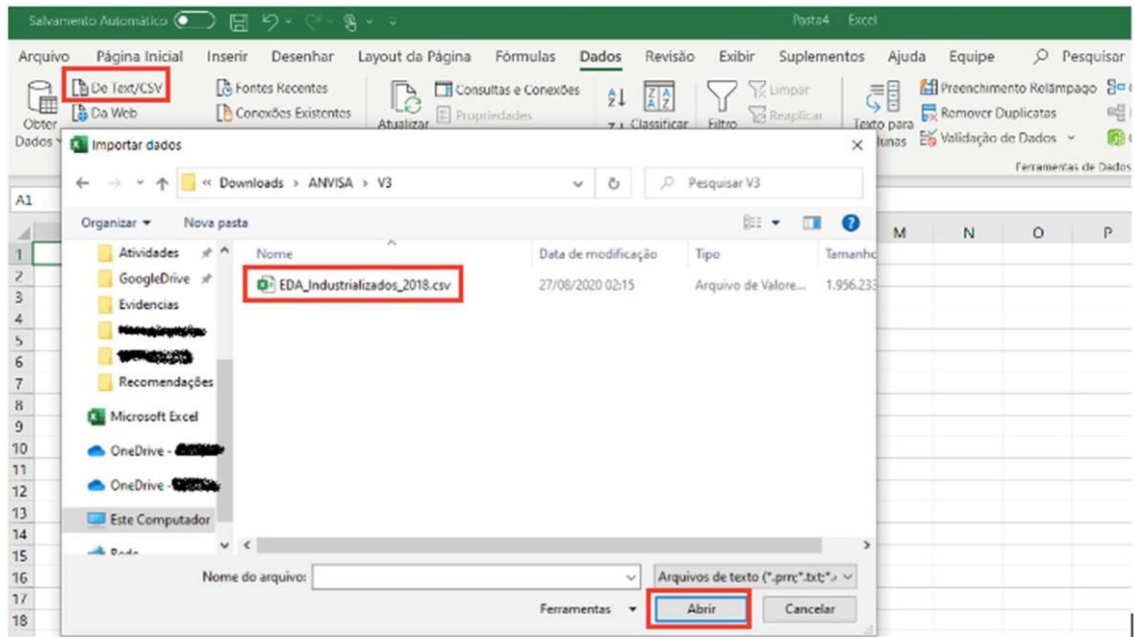 Salvamento Automático Pasta4 Excel
Arquivo Página Inicial Inserir Desenhar Layout da Página Fórmulas Dados Revisão Exibir Suplementos Ajuda Equipe Pesquisar
De Text/CSV Fontes Recentes Consultas e Conexões Limpar Preenchimento Relâmpago
Da Web Conexões Existentes Propriedades Reaplicar Remover Duplicatas
Obter Atualizar Classificar Filtro Texto para
Dados lunas Validação de Dados
Importar dados
Ferramentas de Dados
« Downloads > ANVISA > V3 Pesquisar V3
A1
Organizar Nova pasta
M N O P
Nome Data de modificação Tipo Tamanho
1 Atividades
2 GoogleDrive EDA_Industrializados_2018.csv 27/08/2020 02:15 Arquivo de Valore... 1.956.233
3 Evidencias
4
5
6
7 Recomendações
8 Microsoft Excel
9
10 OneDrive -
11
12 OneDrive -
13 Este Computador
14
15 Rede
16 Nome do arquivo: Arquivos de texto (*.prn;*.txt;*.
17
18 Ferramentas Abrir Cancelar